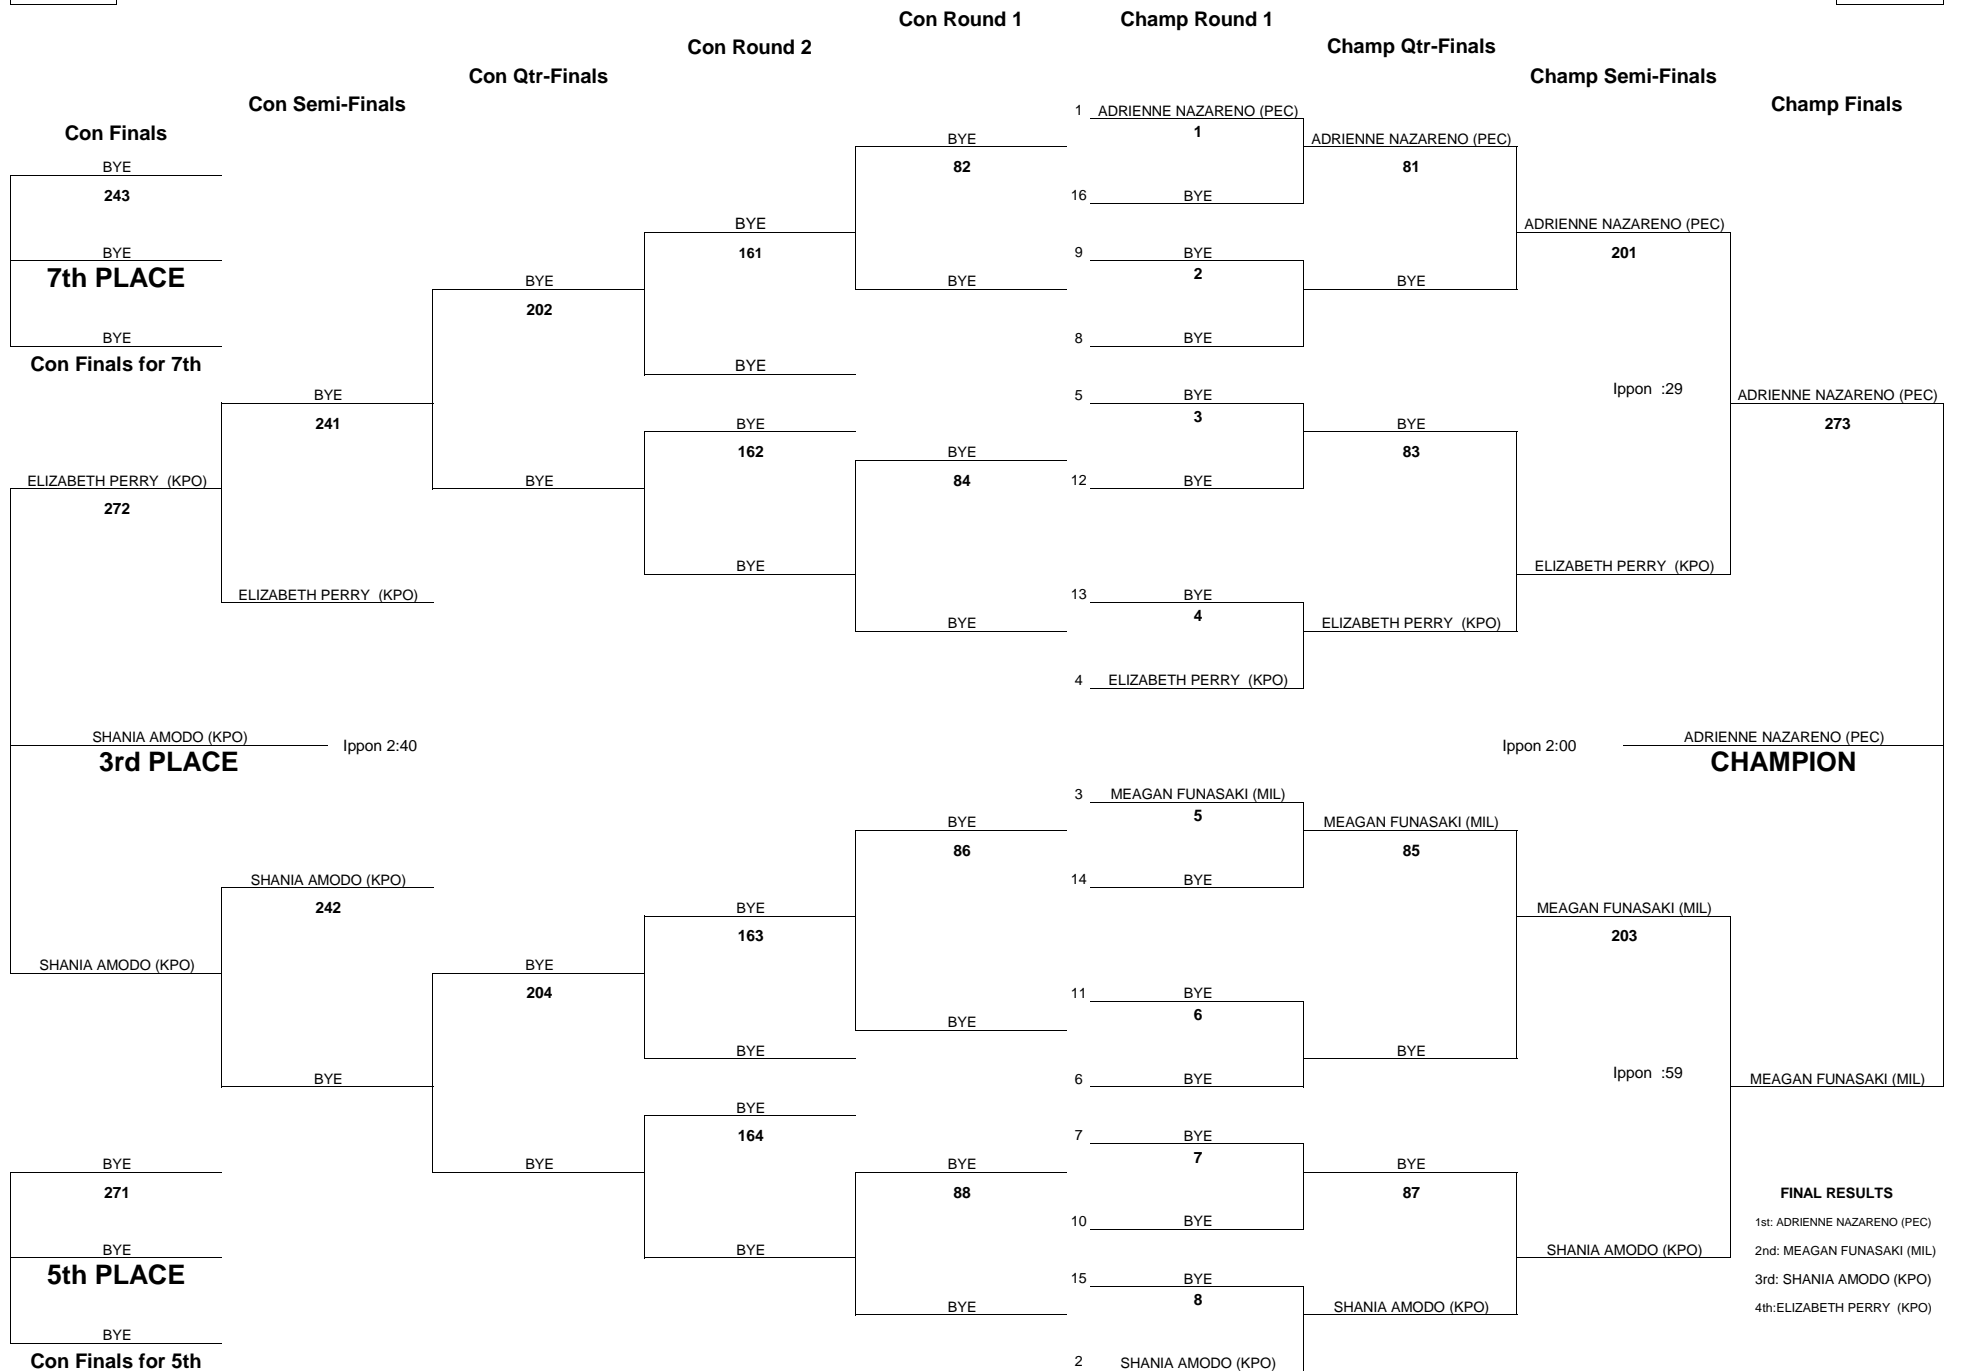 Con Round 1 Champ Round 1
Con Round 2 Champ Qtr-Finals
Con Qtr-Finals Champ Semi-Finals
Con Semi-Finals Champ Finals
1 ADRIENNE NAZARENO (PEC)
Con Finals 1
BYE ADRIENNE NAZARENO (PEC)
BYE 82 81
243 16 BYE
BYE ADRIENNE NAZARENO (PEC)
BYE 161 9 BYE 201
7th PLACE 2
BYE BYE BYE
202
BYE 8 BYE
Con Finals for 7th BYE
Ippon :29
BYE 5 BYE ADRIENNE NAZARENO (PEC)
241 BYE 3 BYE 273
162 BYE 83
ELIZABETH PERRY (KPO) BYE 84 12 BYE
272
BYE ELIZABETH PERRY (KPO)
ELIZABETH PERRY (KPO) 13 BYE
BYE 4 ELIZABETH PERRY (KPO)
4 ELIZABETH PERRY (KPO)
SHANIA AMODO (KPO) Ippon 2:40 Ippon 2:00 ADRIENNE NAZARENO (PEC)
3rd PLACE CHAMPION
3 MEAGAN FUNASAKI (MIL)
BYE 5 MEAGAN FUNASAKI (MIL)
86 85
SHANIA AMODO (KPO) 14 BYE
242 BYE MEAGAN FUNASAKI (MIL)
163 203
SHANIA AMODO (KPO) BYE
204 11 BYE
BYE 6
BYE BYE
BYE 6 BYE Ippon :59 MEAGAN FUNASAKI (MIL)
BYE
164 7 BYE
BYE BYE BYE 7 BYE
271 88 87 FINAL RESULTS
10 BYE 1st: ADRIENNE NAZARENO (PEC)
BYE BYE SHANIA AMODO (KPO) 2nd: MEAGAN FUNASAKI (MIL)
5th PLACE 15 BYE 3rd: SHANIA AMODO (KPO)
BYE 8 SHANIA AMODO (KPO) 4th:ELIZABETH PERRY (KPO)
BYE
Con Finals for 5th 2 SHANIA AMODO (KPO)